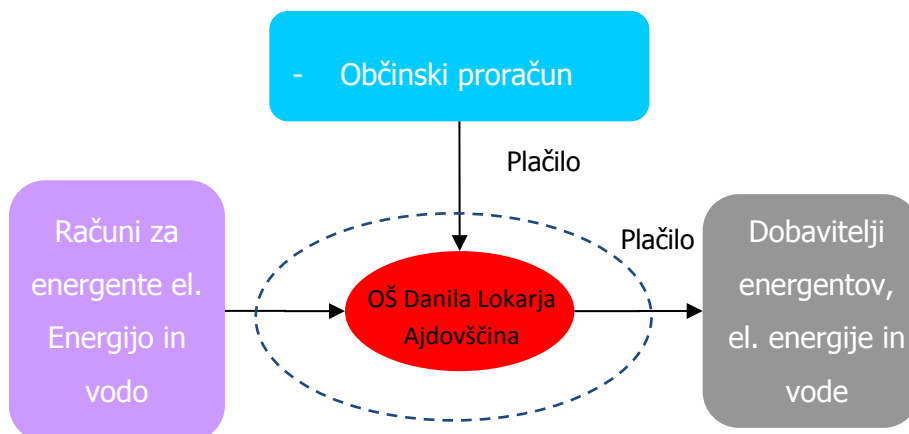 - Občinski proračun
Plačilo
Računi za
energente el.
Energijo in
vodo
OŠ Danila Lokarja
Ajdovščina
Plačilo
Dobavitelji
energentov,
el. energije in
vode